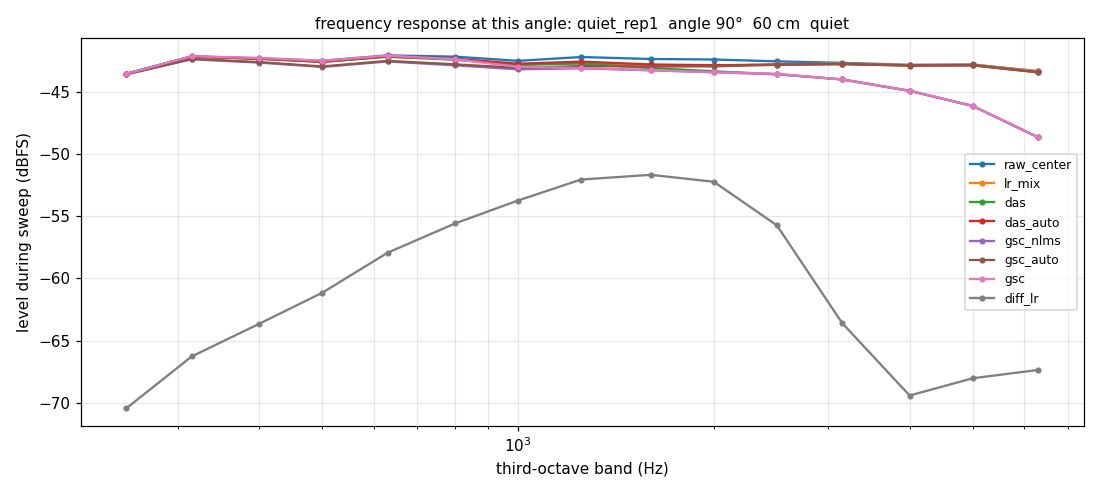 frequency response at this angle: quiet_rep1  angle 90°  60 cm  quiet
level during sweep (dBFS)
−45
−50
−55
−60
−65
−70
raw_center
lr_mix
das
das_auto
gsc_nlms
gsc_auto
gsc
diff_lr
10³
third-octave band (Hz)